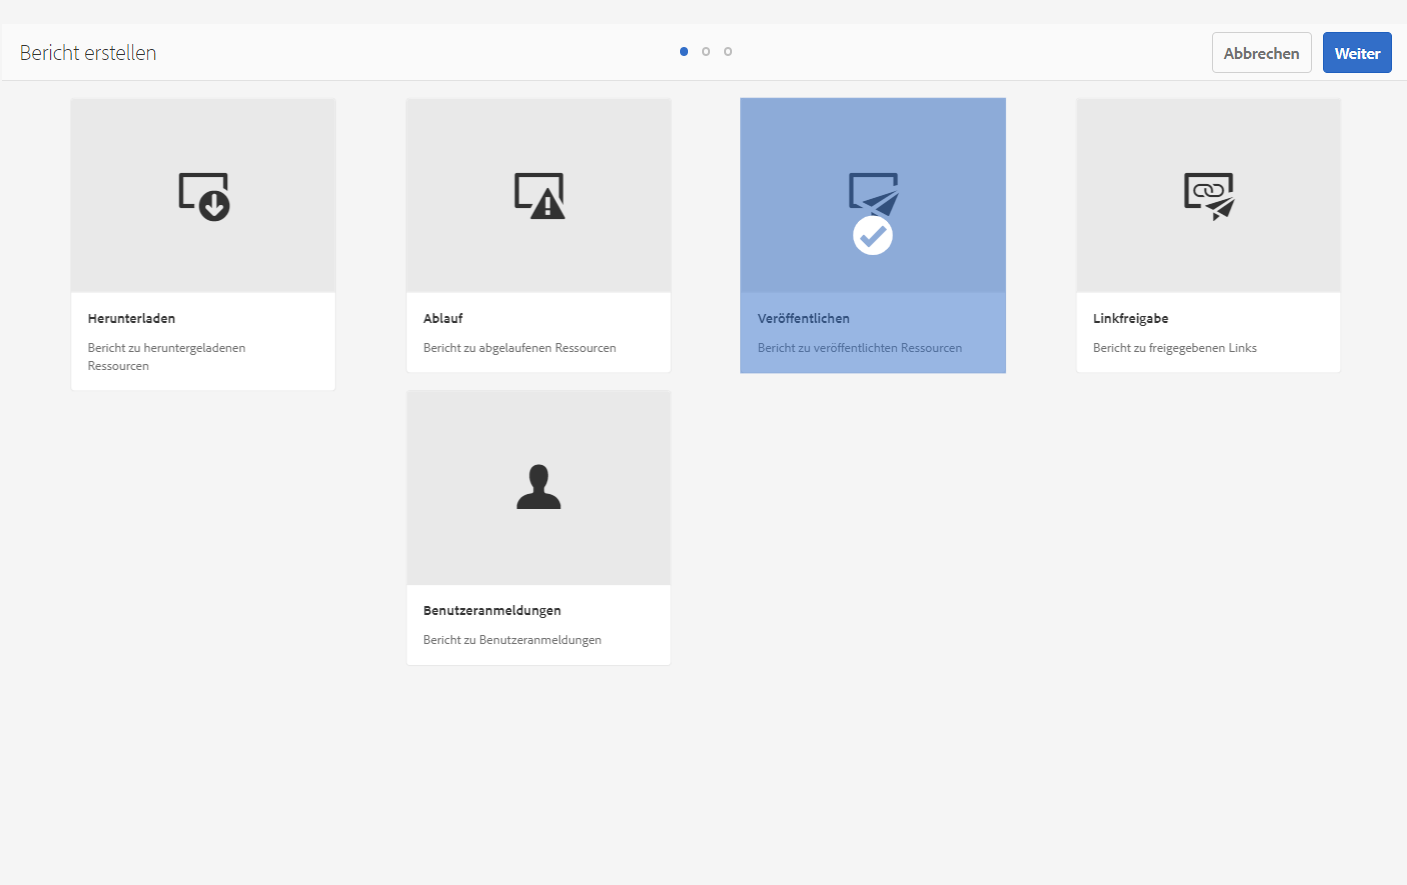 Bericht erstellen
Abbrechen
Weiter
Herunterladen
Bericht zu heruntergeladenen
Ressourcen
Ablauf
Bericht zu abgelaufenen Ressourcen
Veröffentlichen
Bericht zu veröffentlichten Ressourcen
Linkfreigabe
Bericht zu freigegebenen Links
Benutzeranmeldungen
Bericht zu Benutzeranmeldungen